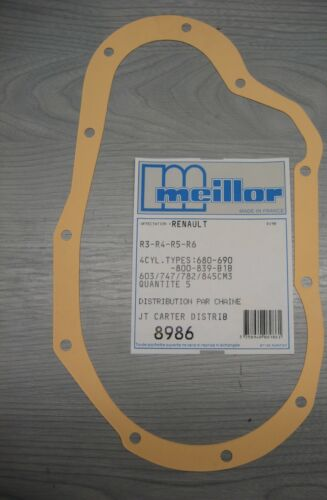 meillor
MADE IN FRANCE
DESTINATION : RENAULT
R3-R4-R5-R6
4CYL.TYPES:680-690
-800-839-B1B
603/747/782/845CM3
QUANTITE 5
DISTRIBUTION PAR CHAINE
JT CARTER DISTRIB
8986